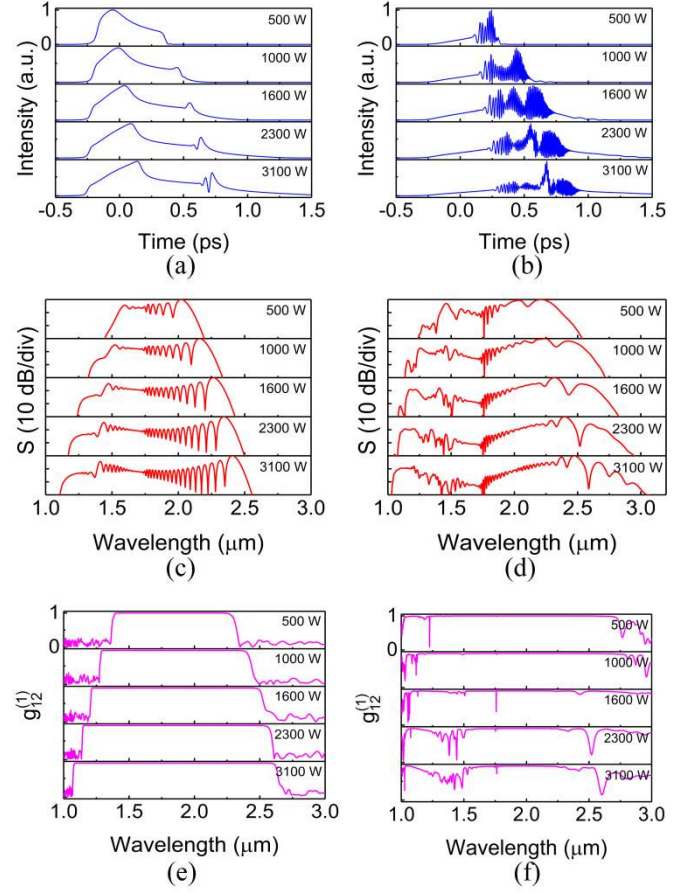 500 W
1000 W
1600 W
2300 W
3100 W
Intensity (a.u.)
1
0
-0.5 0.0 0.5 1.0 1.5
Time (ps)
(a)
500 W
1000 W
1600 W
2300 W
3100 W
Intensity (a.u.)
1
0
-0.5 0.0 0.5 1.0 1.5
Time (ps)
(b)
500 W
1000 W
1600 W
2300 W
3100 W
S (10 dB/div)
1.0 1.5 2.0 2.5 3.0
Wavelength (μm)
(c)
500 W
1000 W
1600 W
2300 W
3100 W
S (10 dB/div)
1.0 1.5 2.0 2.5 3.0
Wavelength (μm)
(d)
500 W
1000 W
1600 W
2300 W
3100 W
g12(1)
1
0
1.0 1.5 2.0 2.5 3.0
Wavelength (μm)
(e)
500 W
1000 W
1600 W
2300 W
3100 W
g12(1)
1
0
1.0 1.5 2.0 2.5 3.0
Wavelength (μm)
(f)